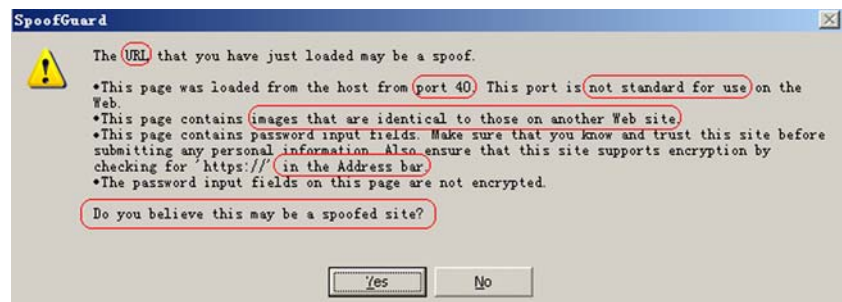 SpoofGuard
The URL that you have just loaded may be a spoof.
•This page was loaded from the host from port 40. This port is not standard for use on the
Web.
•This page contains images that are identical to those on another Web site.
•This page contains password input fields. Make sure that you know and trust this site before
submitting any personal information. Also ensure that this site supports encryption by
checking for 'https://' in the Address bar.
•The password input fields on this page are not encrypted.
Do you believe this may be a spoofed site?
Yes No